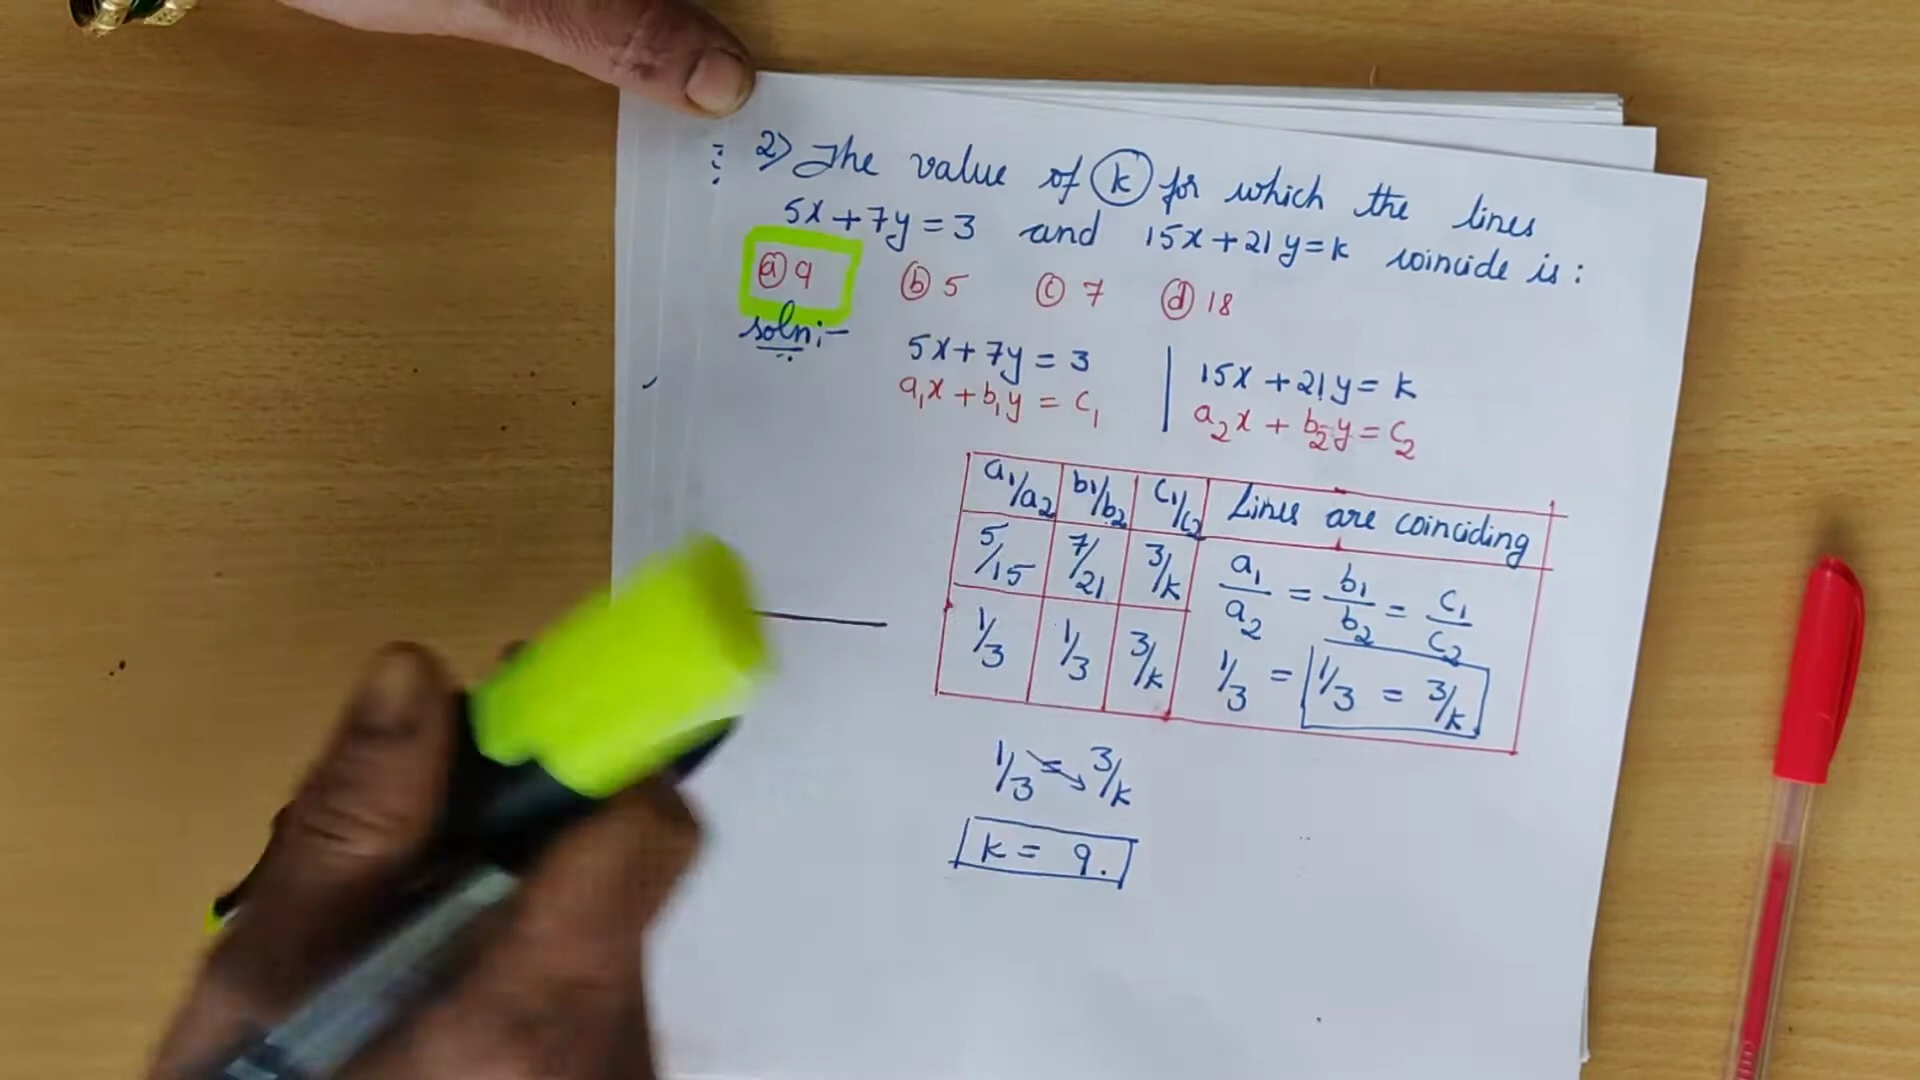 2) The value of k for which the lines
5x+7y=3 and 15x+21y=k coincide is:
a 9 b 5 c 7 d 18
soln:-
5x+7y=3 | 15x+21y=k
a₁x+b₁y=c₁ | a₂x+b₂y=c₂
a₁/a₂ b₁/b₂ c₁/c₂ Lines are coinciding
5/15 7/21 3/k a₁/a₂ = b₁/b₂ = c₁/c₂
1/3 1/3 3/k 1/3 = 1/3 = 3/k
1/3 = 3/k
k = 9.